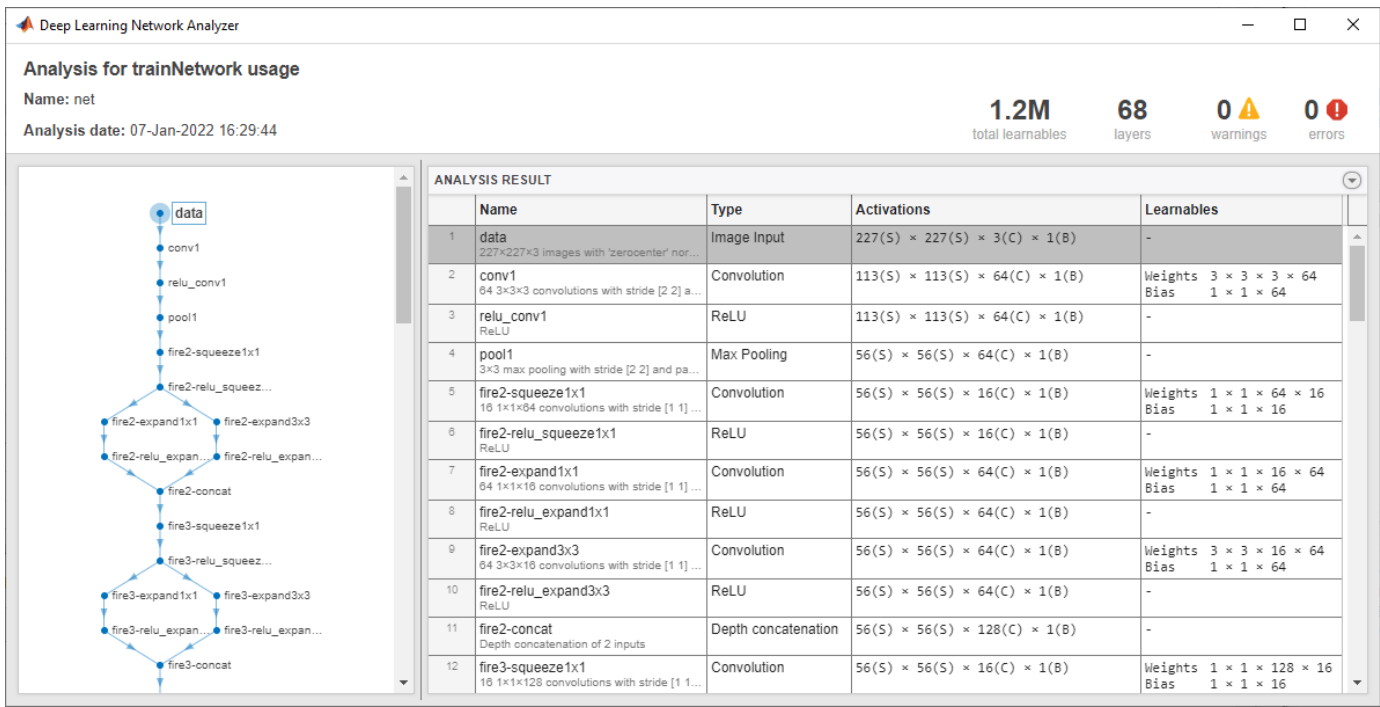 Deep Learning Network Analyzer
Analysis for trainNetwork usage
Name: net
Analysis date: 07-Jan-2022 16:29:44
1.2M
total learnables
68
layers
0
warnings
0
errors
data
conv1
relu_conv1
pool1
fire2-squeeze1x1
fire2-relu_squeez...
fire2-expand1x1 fire2-expand3x3
fire2-relu_expan... fire2-relu_expan...
fire2-concat
fire3-squeeze1x1
fire3-relu_squeez...
fire3-expand1x1 fire3-expand3x3
fire3-relu_expan... fire3-relu_expan...
fire3-concat
ANALYSIS RESULT
Name Type Activations Learnables
1 data Image Input 227(S) × 227(S) × 3(C) × 1(B) -
227×227×3 images with 'zerocenter' nor...
2 conv1 Convolution 113(S) × 113(S) × 64(C) × 1(B) Weights 3 × 3 × 3 × 64
64 3×3×3 convolutions with stride [2 2] a... Bias 1 × 1 × 64
3 relu_conv1 ReLU 113(S) × 113(S) × 64(C) × 1(B) -
ReLU
4 pool1 Max Pooling 56(S) × 56(S) × 64(C) × 1(B) -
3×3 max pooling with stride [2 2] and pa...
5 fire2-squeeze1x1 Convolution 56(S) × 56(S) × 16(C) × 1(B) Weights 1 × 1 × 64 × 16
16 1×1×64 convolutions with stride [1 1] ... Bias 1 × 1 × 16
6 fire2-relu_squeeze1x1 ReLU 56(S) × 56(S) × 16(C) × 1(B) -
ReLU
7 fire2-expand1x1 Convolution 56(S) × 56(S) × 64(C) × 1(B) Weights 1 × 1 × 16 × 64
64 1×1×16 convolutions with stride [1 1] ... Bias 1 × 1 × 64
8 fire2-relu_expand1x1 ReLU 56(S) × 56(S) × 64(C) × 1(B) -
ReLU
9 fire2-expand3x3 Convolution 56(S) × 56(S) × 64(C) × 1(B) Weights 3 × 3 × 16 × 64
64 3×3×16 convolutions with stride [1 1] ... Bias 1 × 1 × 64
10 fire2-relu_expand3x3 ReLU 56(S) × 56(S) × 64(C) × 1(B) -
ReLU
11 fire2-concat Depth concatenation 56(S) × 56(S) × 128(C) × 1(B) -
Depth concatenation of 2 inputs
12 fire3-squeeze1x1 Convolution 56(S) × 56(S) × 16(C) × 1(B) Weights 1 × 1 × 128 × 16
16 1×1×128 convolutions with stride [1 1... Bias 1 × 1 × 16